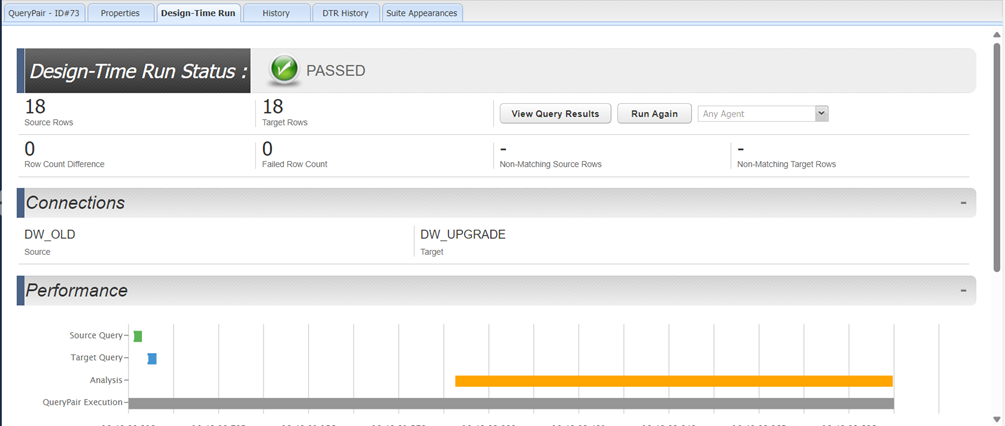 QueryPair - ID#73 Properties Design-Time Run History DTR History Suite Appearances
Design-Time Run Status : PASSED
18 18 View Query Results Run Again Any Agent
Source Rows Target Rows
0 0 - -
Row Count Difference Failed Row Count Non-Matching Source Rows Non-Matching Target Rows
Connections -
DW_OLD DW_UPGRADE
Source Target
Performance -
Source Query
Target Query
Analysis
QueryPair Execution